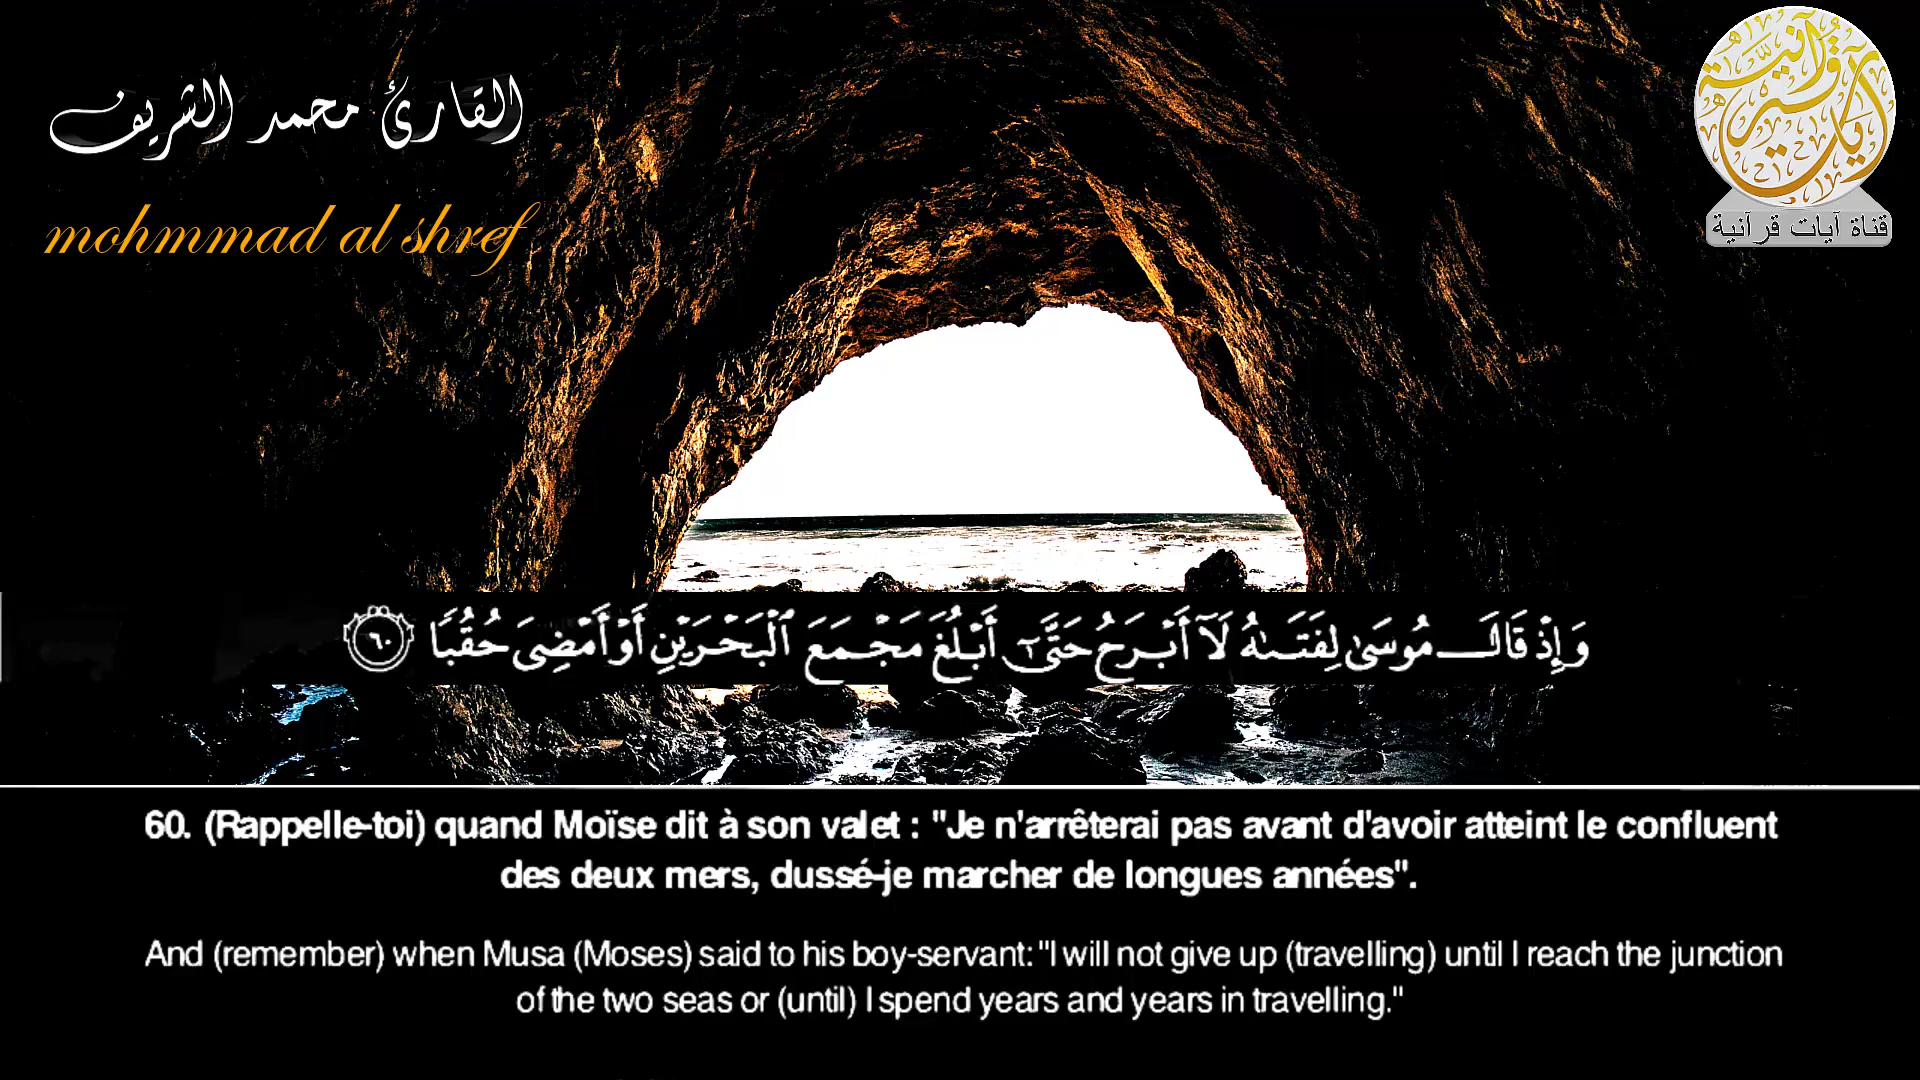 القارئ محمد الشريف
mohmmad al shref
آيات قرآنية
قناة آيات قرآنية
وَإِذْ قَالَ مُوسَىٰ لِفَتَىٰهُ لَآ أَبْرَحُ حَتَّىٰٓ أَبْلُغَ مَجْمَعَ ٱلْبَحْرَيْنِ أَوْ أَمْضِىَ حُقُبًا ٦٠
60. (Rappelle-toi) quand Moïse dit à son valet : "Je n'arrêterai pas avant d'avoir atteint le confluent
des deux mers, dussé-je marcher de longues années".
And (remember) when Musa (Moses) said to his boy-servant: "I will not give up (travelling) until I reach the junction
of the two seas or (until) I spend years and years in travelling."